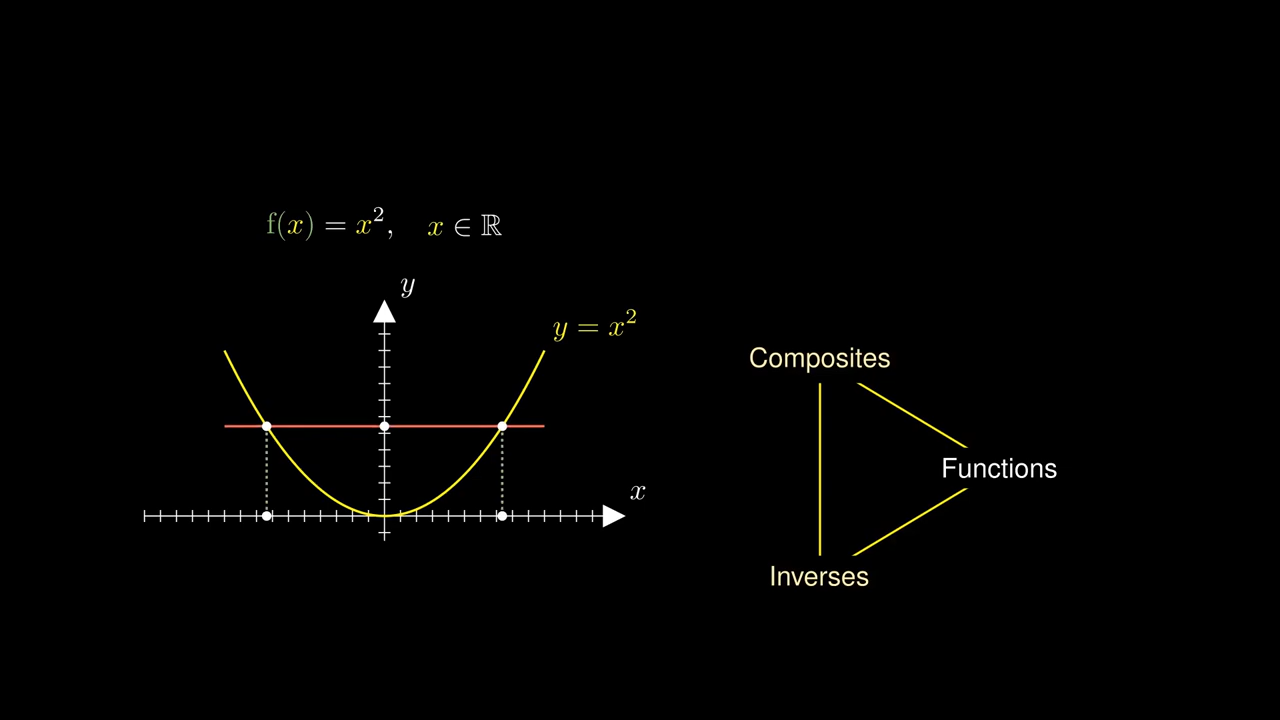 f(x) = x², x ∈ ℝ
y
y = x²
Composites
Functions
x
Inverses